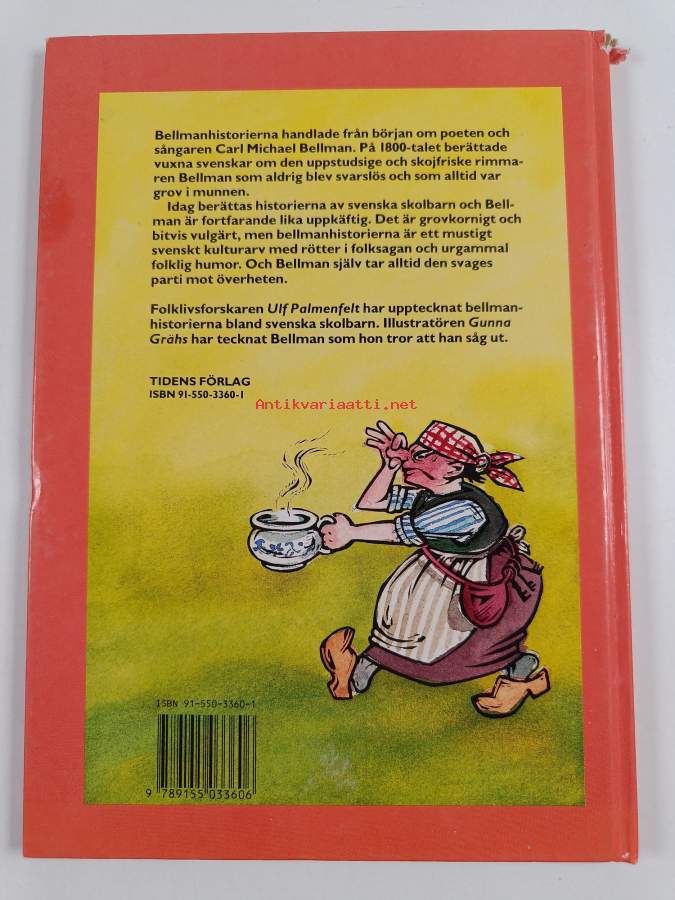 Bellmanhistorierna handlade från början om poeten och
sångaren Carl Michael Bellman. På 1800-talet berättade
vuxna svenskar om den uppstudsige och skojfriske rimma-
ren Bellman som aldrig blev svarslös och som alltid var
grov i munnen.
Idag berättas historierna av svenska skolbarn och Bell-
man är fortfarande lika uppkäftig. Det är grovkornigt och
bitvis vulgärt, men bellmanhistorierna är ett mustigt
svenskt kulturarv med rötter i folksagan och urgammal
folklig humor. Och Bellman själv tar alltid den svages
parti mot överheten.
Folklivsforskaren Ulf Palmenfelt har upptecknat bellman-
historierna bland svenska skolbarn. Illustratören Gunna
Grähs har tecknat Bellman som hon tror att han såg ut.
TIDENS FÖRLAG
ISBN 91-550-3360-1
Antikvariaatti.net
ISBN 91-550-3360-1
9 789155 033606